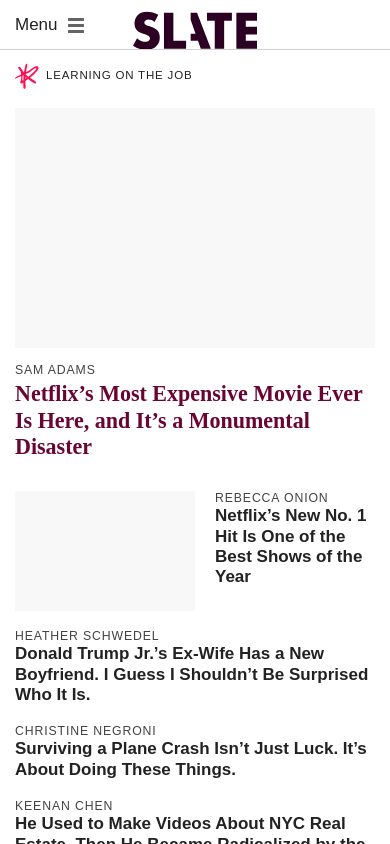 Menu
SLATE
LEARNING ON THE JOB
SAM ADAMS
Netflix’s Most Expensive Movie Ever
Is Here, and It’s a Monumental
Disaster
REBECCA ONION
Netflix’s New No. 1
Hit Is One of the
Best Shows of the
Year
HEATHER SCHWEDEL
Donald Trump Jr.’s Ex-Wife Has a New
Boyfriend. I Guess I Shouldn’t Be Surprised
Who It Is.
CHRISTINE NEGRONI
Surviving a Plane Crash Isn’t Just Luck. It’s
About Doing These Things.
KEENAN CHEN
He Used to Make Videos About NYC Real
Estate. Then He Became Radicalized by the